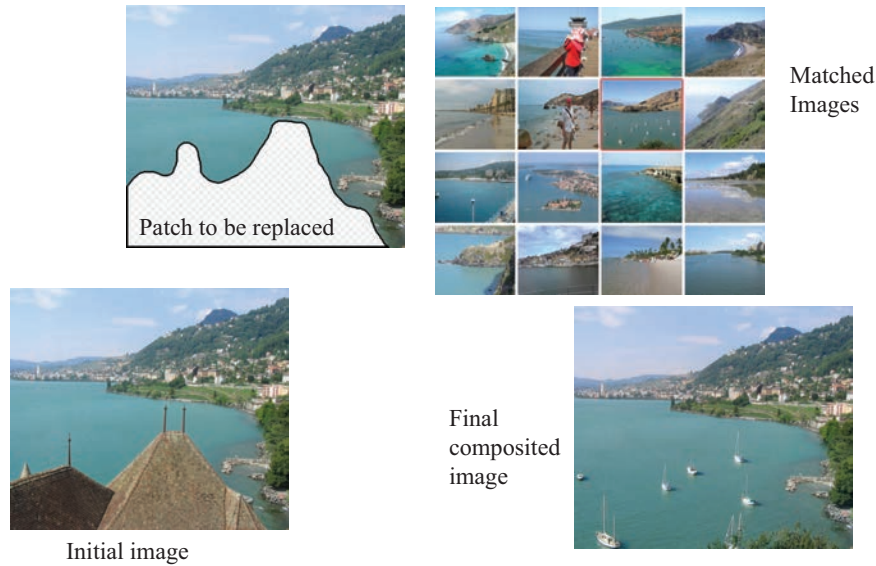 Patch to be replaced
Matched
Images
Initial image
Final
composited
image